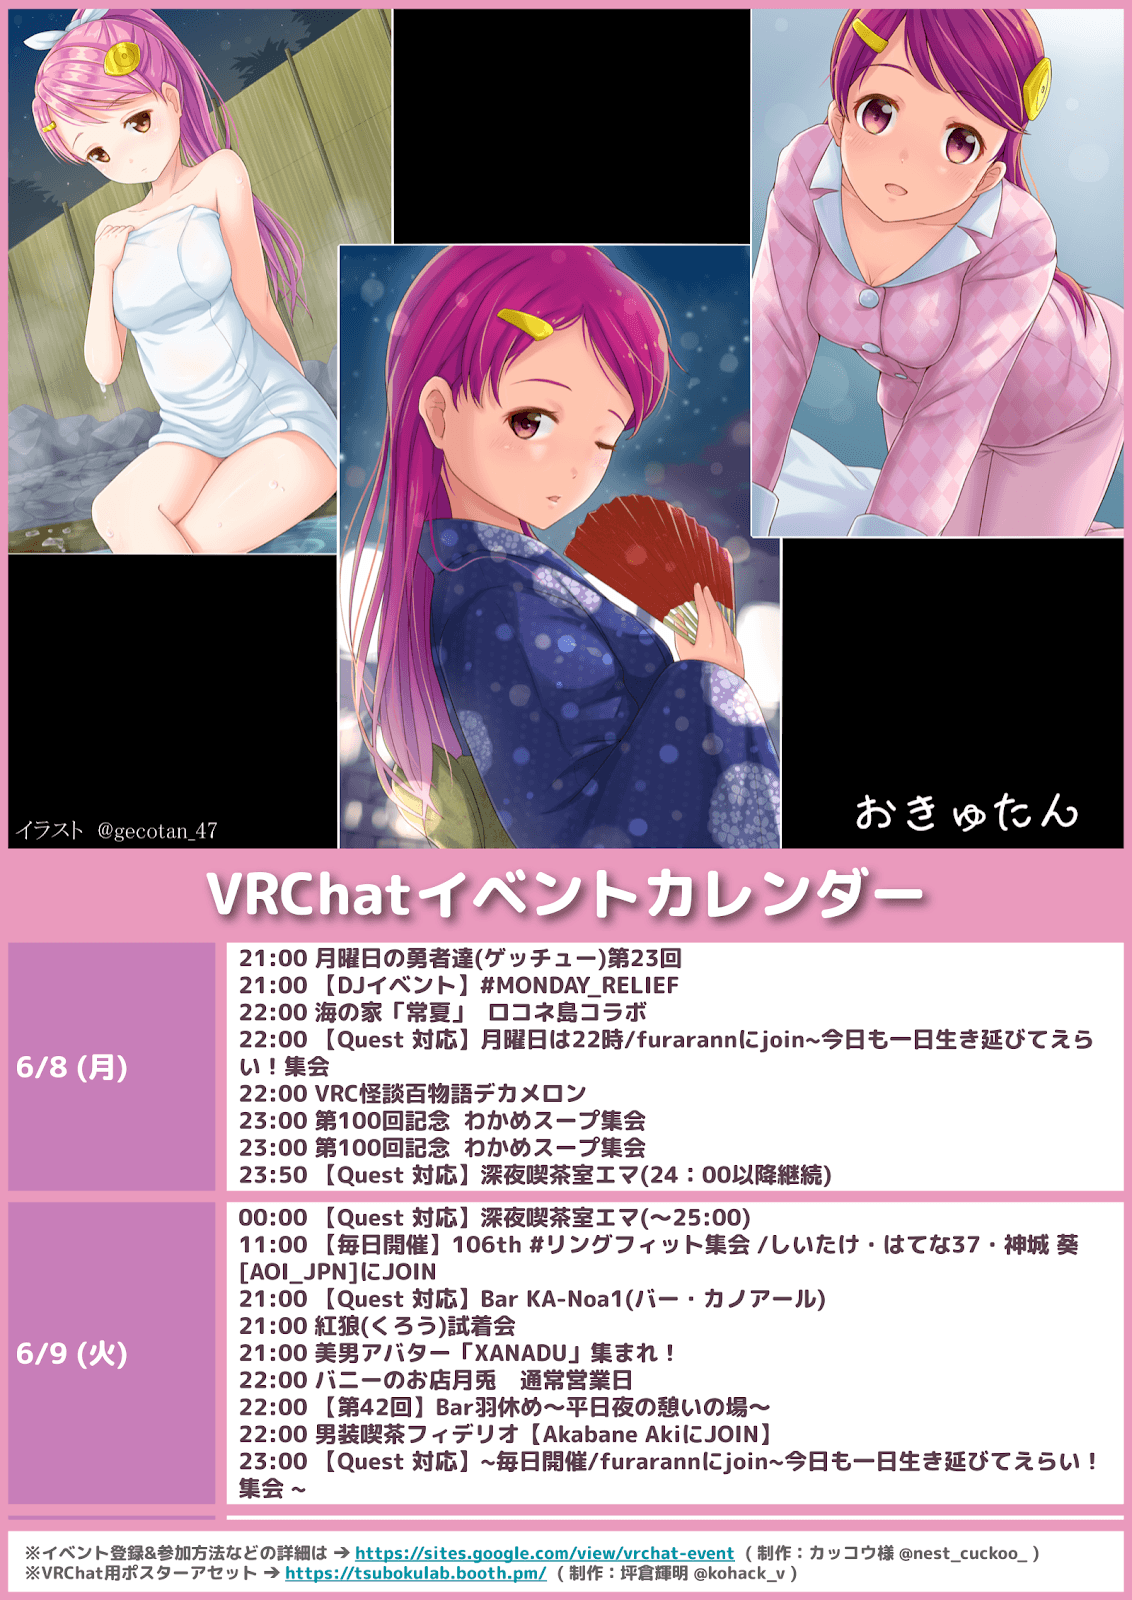 イラスト @gecotan_47
おきゅたん
VRChatイベントカレンダー
6/8 (月)
21:00 月曜日の勇者達(ゲッチュー)第23回
21:00 【DJイベント】#MONDAY_RELIEF
22:00 海の家「常夏」 ロコネ島コラボ
22:00 【Quest 対応】月曜日は22時/furarannにjoin~今日も一日生き延びてえら
い！集会
22:00 VRC怪談百物語デカメロン
23:00 第100回記念 わかめスープ集会
23:00 第100回記念 わかめスープ集会
23:50 【Quest 対応】深夜喫茶室エマ(24：00以降継続)
6/9 (火)
00:00 【Quest 対応】深夜喫茶室エマ(～25:00)
11:00 【毎日開催】106th #リングフィット集会 /しいたけ・はてな37・神城 葵
[AOI_JPN]にJOIN
21:00 【Quest 対応】Bar KA-Noa1(バー・カノアール)
21:00 紅狼(くろう)試着会
21:00 美男アバター「XANADU」集まれ！
22:00 バニーのお店月兎　通常営業日
22:00 【第42回】Bar羽休め～平日夜の憩いの場～
22:00 男装喫茶フィデリオ【Akabane AkiにJOIN】
23:00 【Quest 対応】~毎日開催/furarannにjoin~今日も一日生き延びてえらい！
集会 ~
※イベント登録&参加方法などの詳細は → https://sites.google.com/view/vrchat-event ( 制作：カッコウ様 @nest_cuckoo_ )
※VRChat用ポスターアセット → https://tsubokulab.booth.pm/ ( 制作：坪倉輝明 @kohack_v )